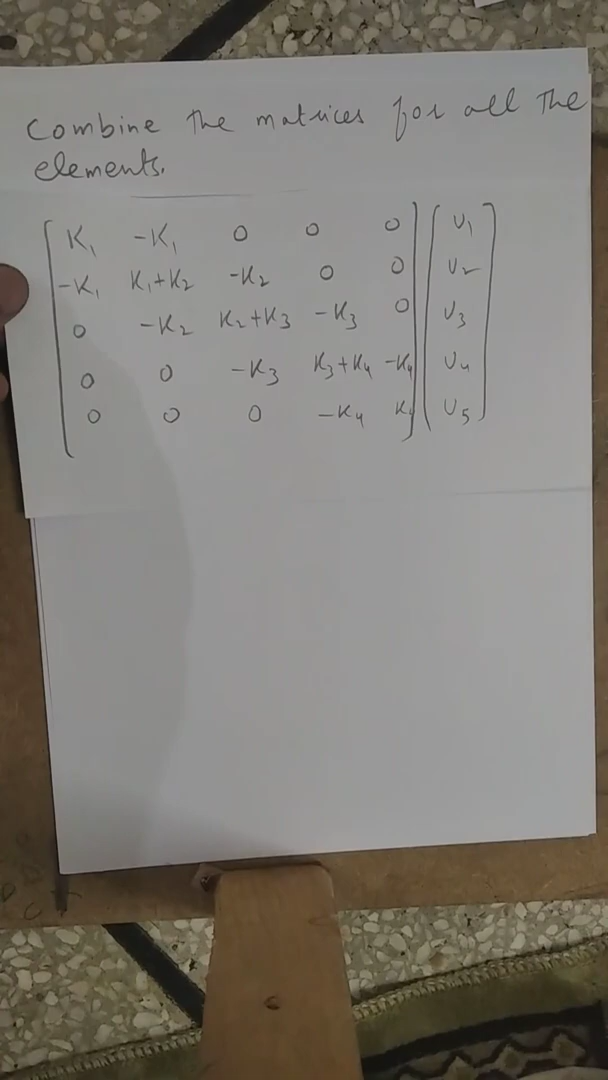 Combine the matrices for all the
elements.
K₁ -K₁ 0 0 0 U₁
-K₁ K₁+K₂ -K₂ 0 0 U₂
0 -K₂ K₂+K₃ -K₃ 0 U₃
0 0 -K₃ K₃+K₄ -K₄ U₄
0 0 0 -K₄ U₅